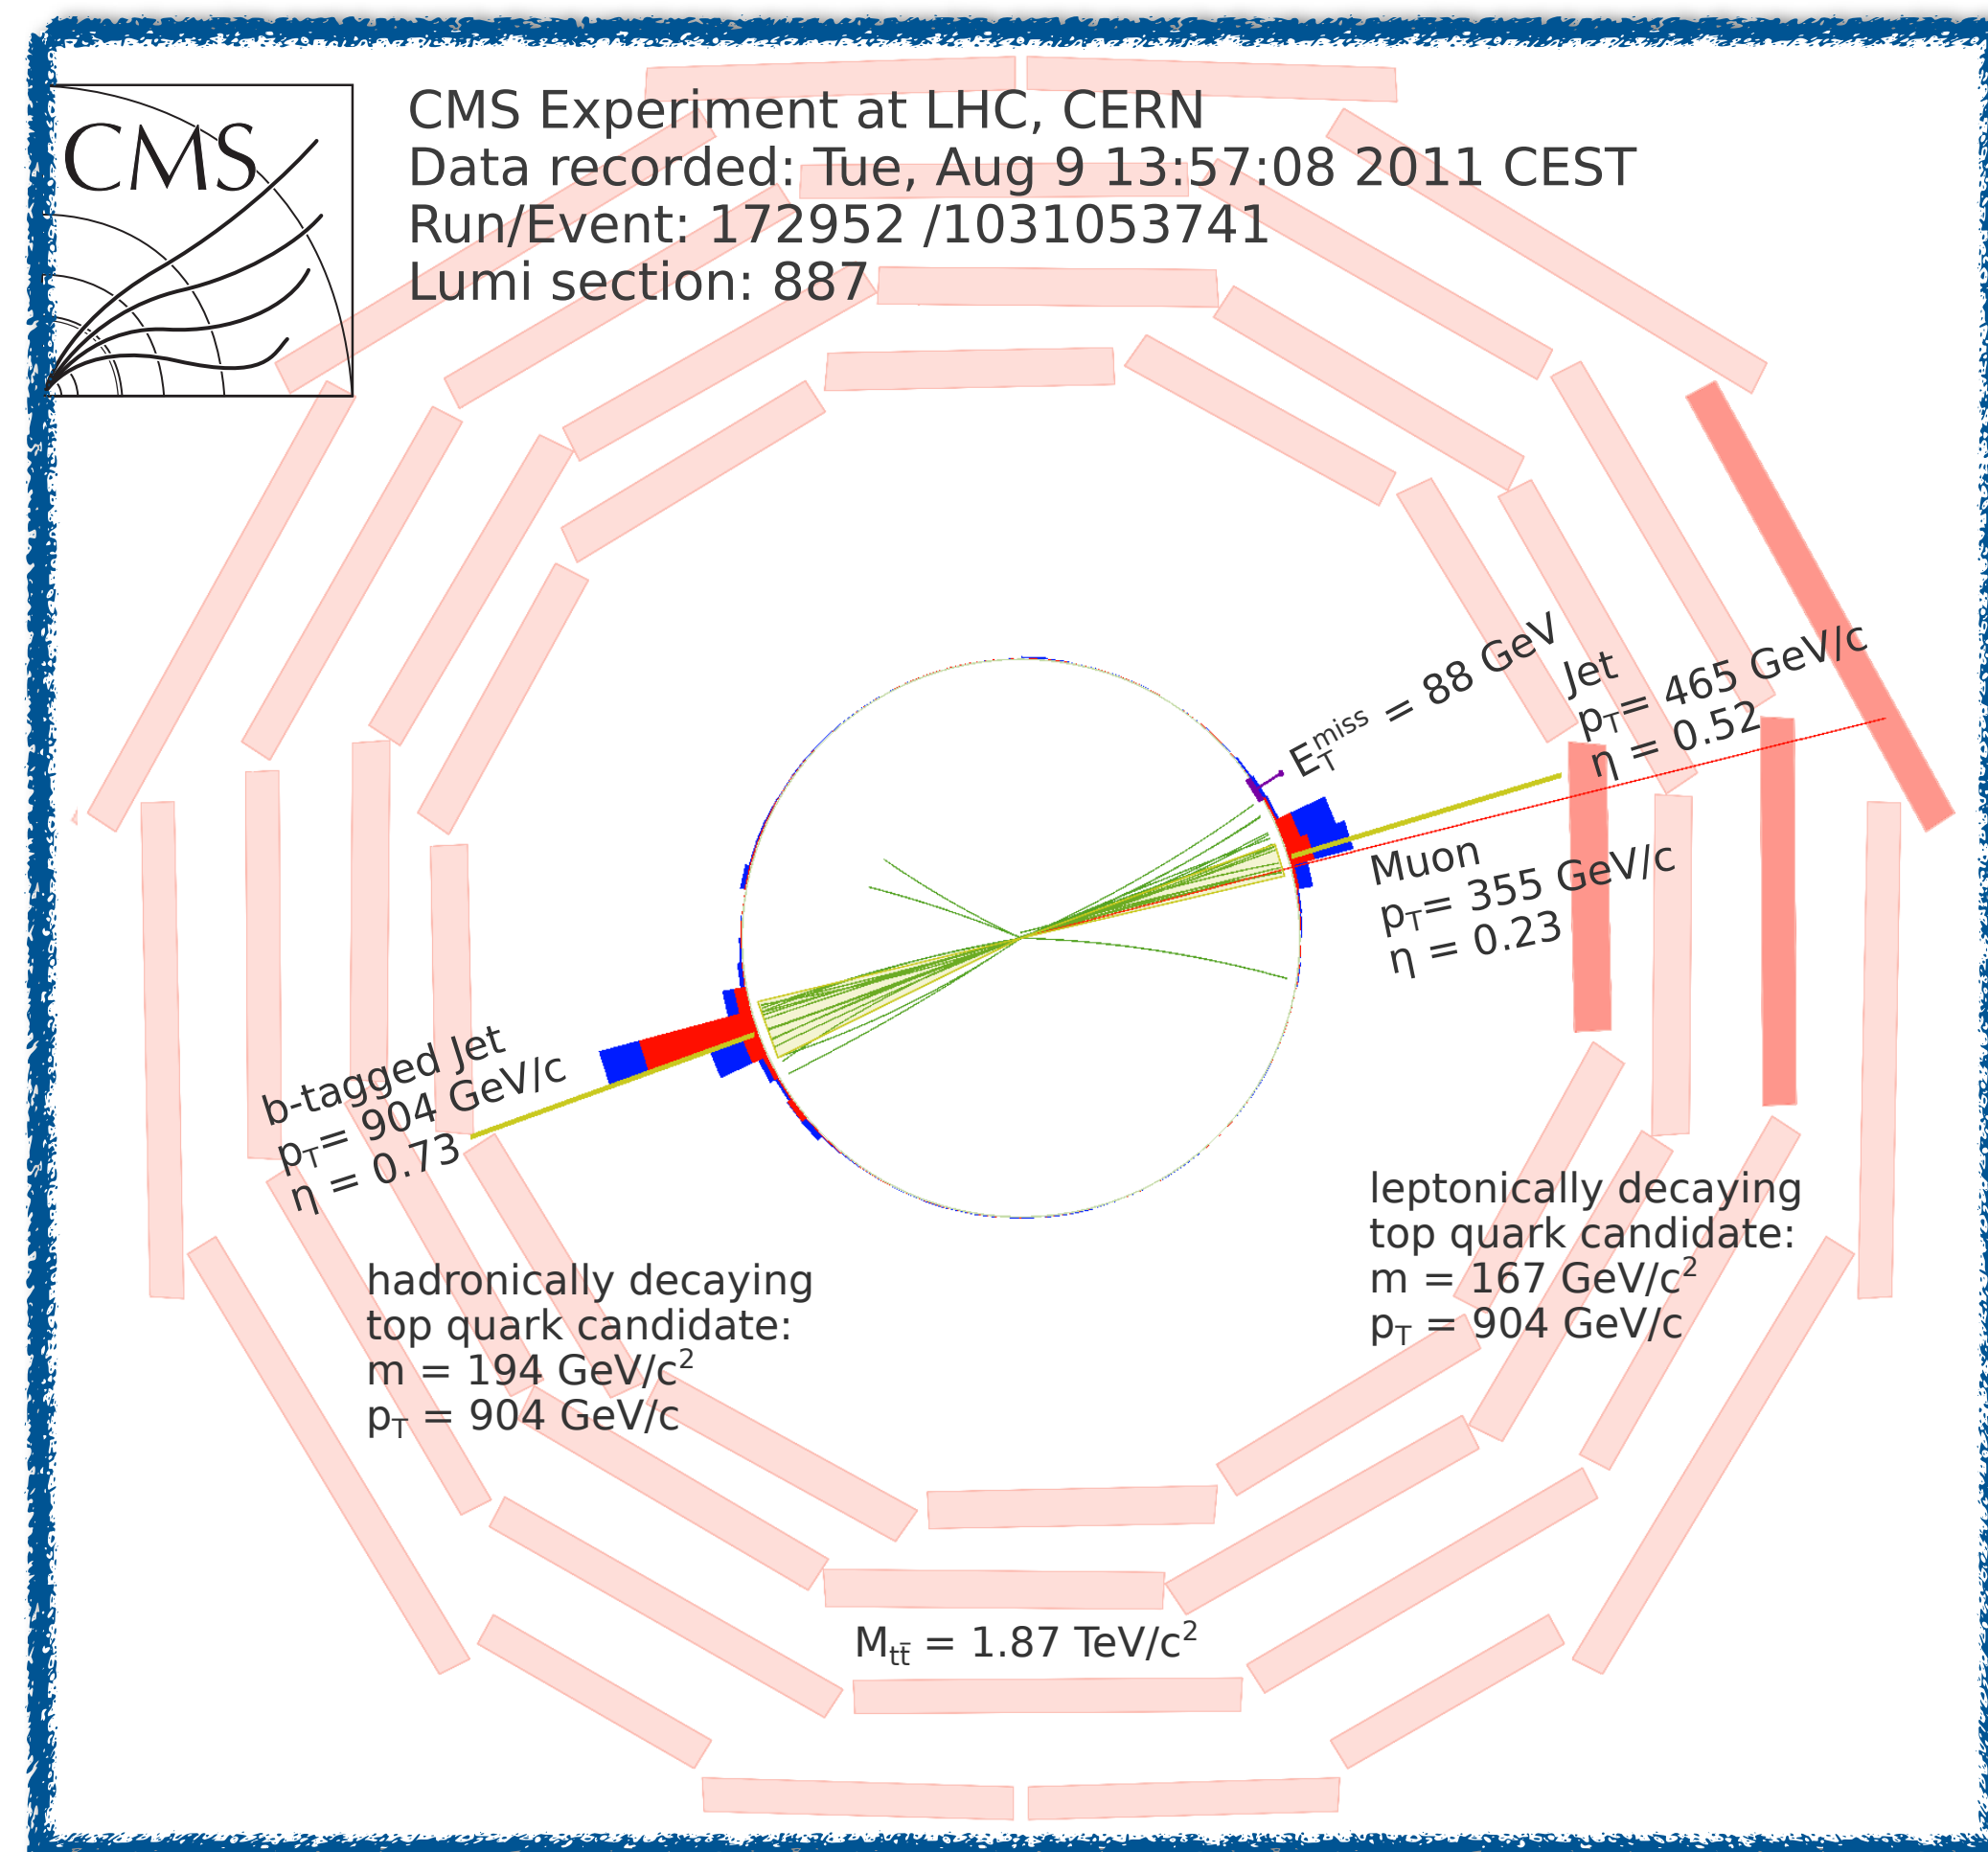 CMS
CMS Experiment at LHC, CERN
Data recorded: Tue, Aug 9 13:57:08 2011 CEST
Run/Event: 172952 /1031053741
Lumi section: 887
E_T^miss = 88 GeV
Jet
p_T= 465 GeV/c
η = 0.52
Muon
p_T= 355 GeV/c
η = 0.23
b-tagged Jet
p_T= 904 GeV/c
η = 0.73
leptonically decaying
top quark candidate:
m = 167 GeV/c²
p_T = 904 GeV/c
hadronically decaying
top quark candidate:
m = 194 GeV/c²
p_T = 904 GeV/c
M_tt̄ = 1.87 TeV/c²